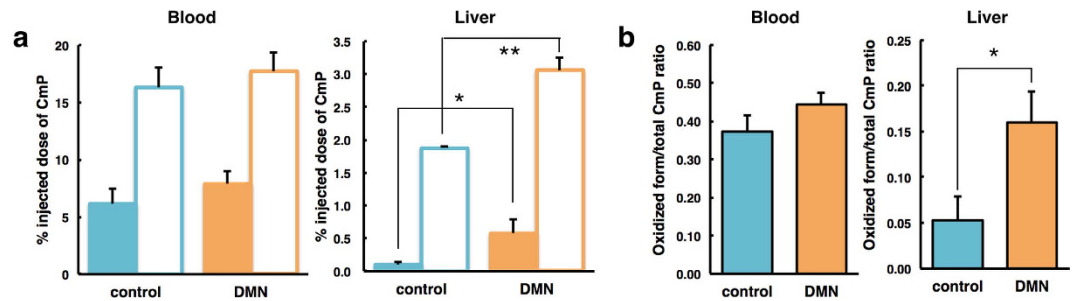 a
Blood
% injected dose of CmP
20
15
10
5
0
control
DMN
Liver
% injected dose of CmP
3.5
3.0
2.5
2.0
1.5
1.0
0.5
0.0
**
*
control
DMN
b
Blood
Oxidized form/total CmP ratio
0.60
0.50
0.40
0.30
0.20
0.10
0.00
control
DMN
Liver
Oxidized form/total CmP ratio
0.25
0.20
0.15
0.10
0.05
0.00
*
control
DMN